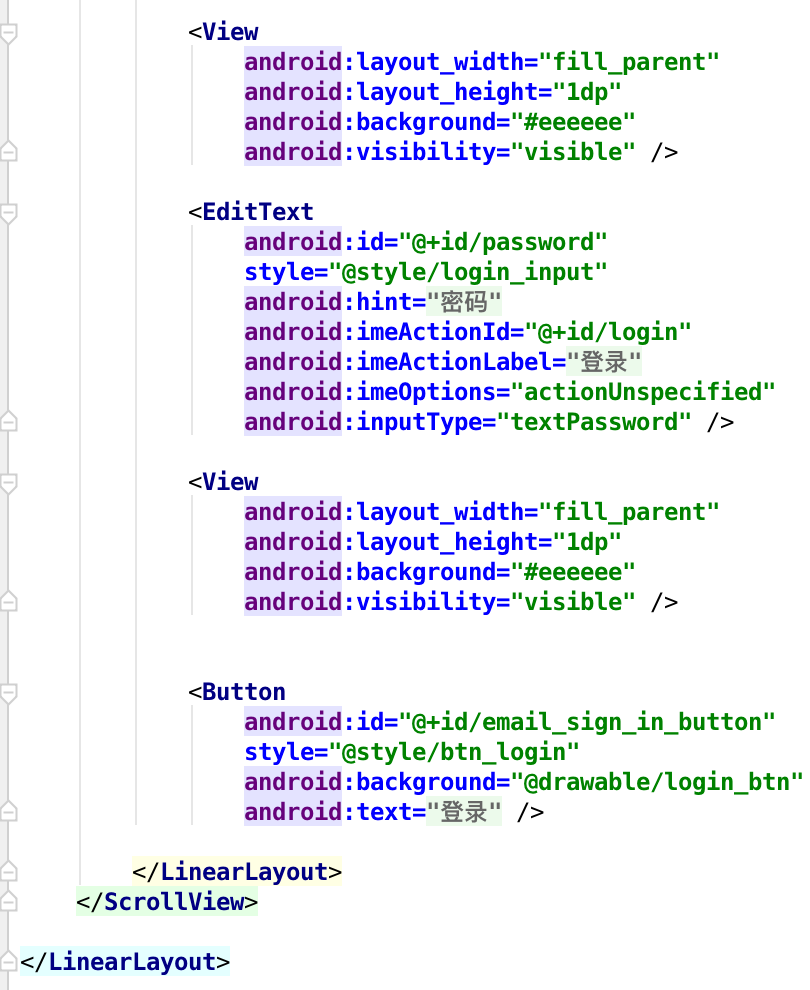 <View
android:layout_width="fill_parent"
android:layout_height="1dp"
android:background="#eeeeee"
android:visibility="visible" />
<EditText
android:id="@+id/password"
style="@style/login_input"
android:hint="密码"
android:imeActionId="@+id/login"
android:imeActionLabel="登录"
android:imeOptions="actionUnspecified"
android:inputType="textPassword" />
<View
android:layout_width="fill_parent"
android:layout_height="1dp"
android:background="#eeeeee"
android:visibility="visible" />
<Button
android:id="@+id/email_sign_in_button"
style="@style/btn_login"
android:background="@drawable/login_btn"
android:text="登录" />
</LinearLayout>
</ScrollView>
</LinearLayout>